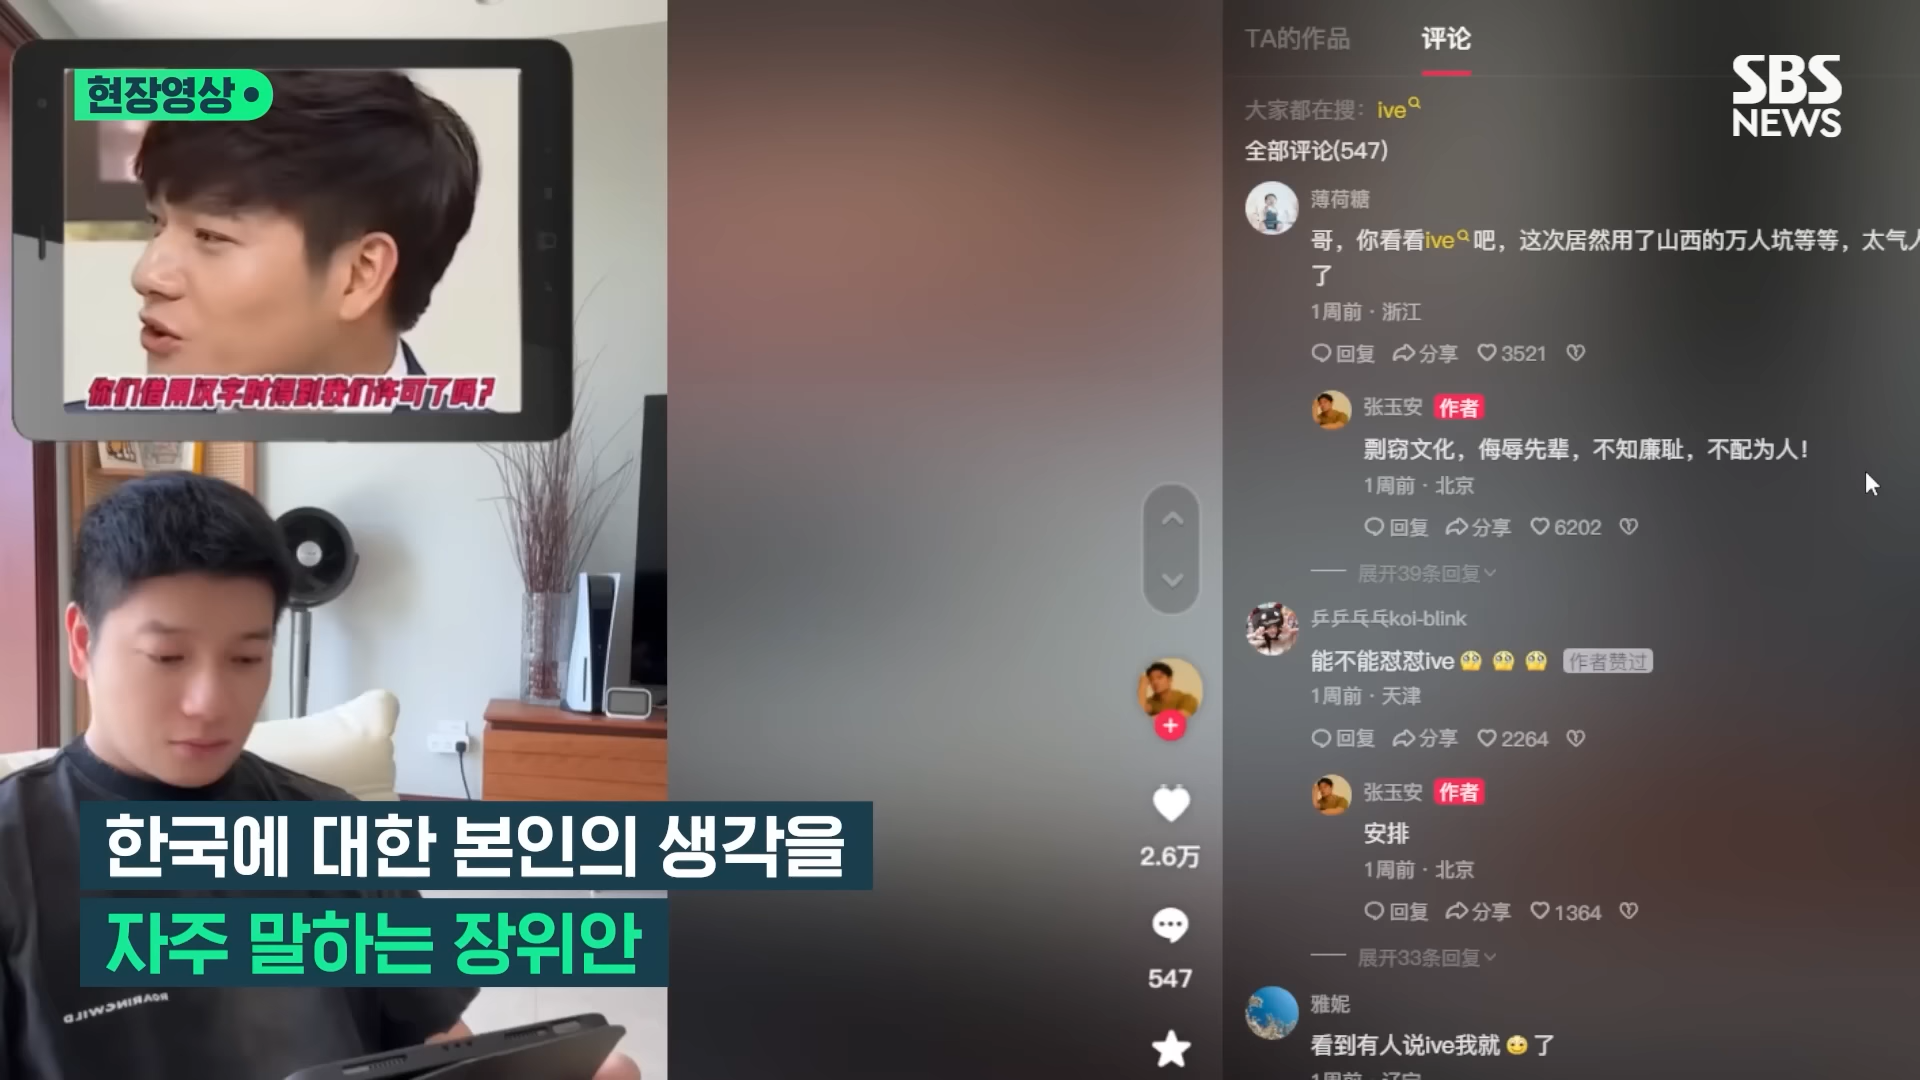 현장영상
你们借用汉字时得到我们许可了吗?
한국에 대한 본인의 생각을
자주 말하는 장위안
ROARINGWILD
2.6万
547
SBS
NEWS
TA的作品 评论
大家都在搜: ive
全部评论(547)
薄荷糖
哥，你看看ive吧，这次居然用了山西的万人坑等等，太气人
了
1周前 · 浙江
回复 分享 3521
张玉安 作者
剽窃文化，侮辱先辈，不知廉耻，不配为人！
1周前 · 北京
回复 分享 6202
展开39条回复
乒乒乓乓koi-blink
能不能怼怼ive 作者赞过
1周前 · 天津
回复 分享 2264
张玉安 作者
安排
1周前 · 北京
回复 分享 1364
展开33条回复
雅妮
看到有人说ive我就 了
1周前 · 辽宁